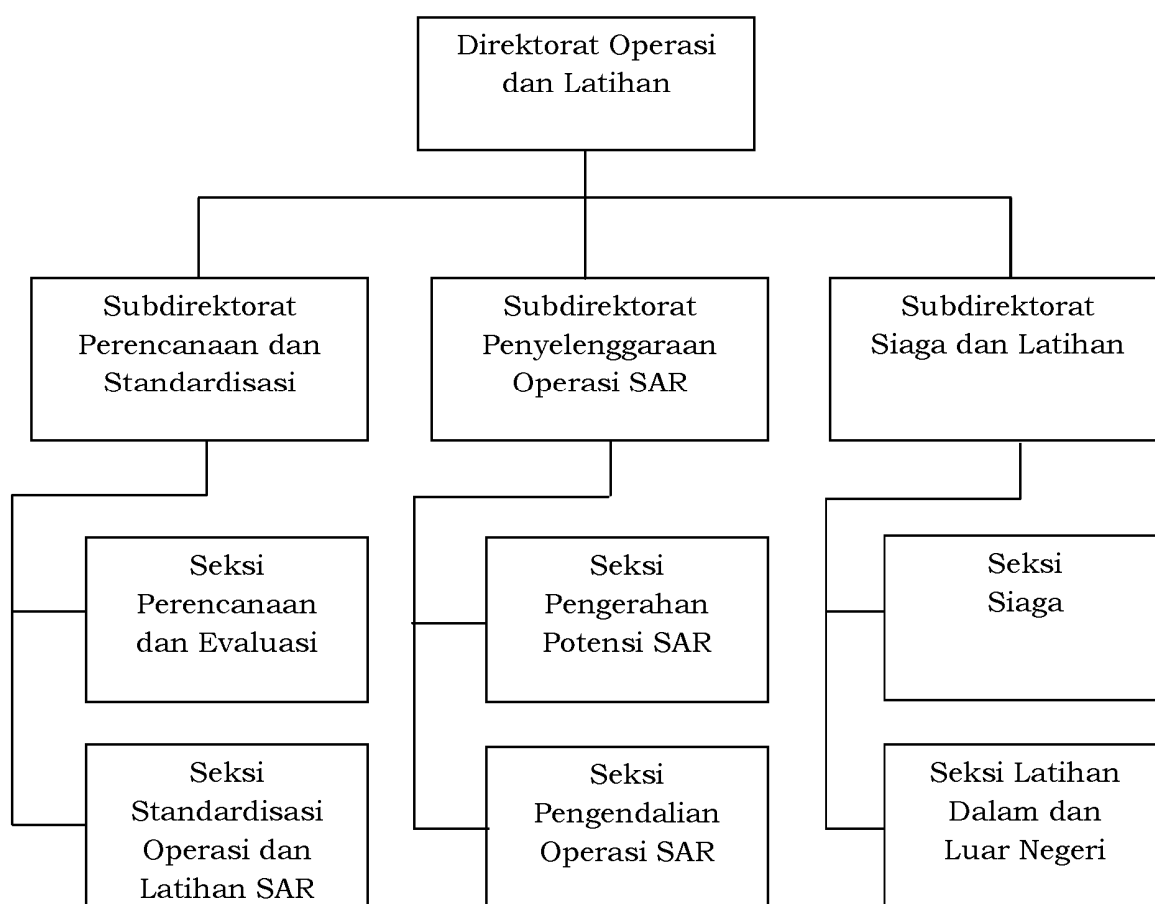 Direktorat Operasi
dan Latihan
Subdirektorat
Perencanaan dan
Standardisasi
Subdirektorat
Penyelenggaraan
Operasi SAR
Subdirektorat
Siaga dan Latihan
Seksi
Perencanaan
dan Evaluasi
Seksi
Pengerahan
Potensi SAR
Seksi
Siaga
Seksi
Standardisasi
Operasi dan
Latihan SAR
Seksi
Pengendalian
Operasi SAR
Seksi Latihan
Dalam dan
Luar Negeri